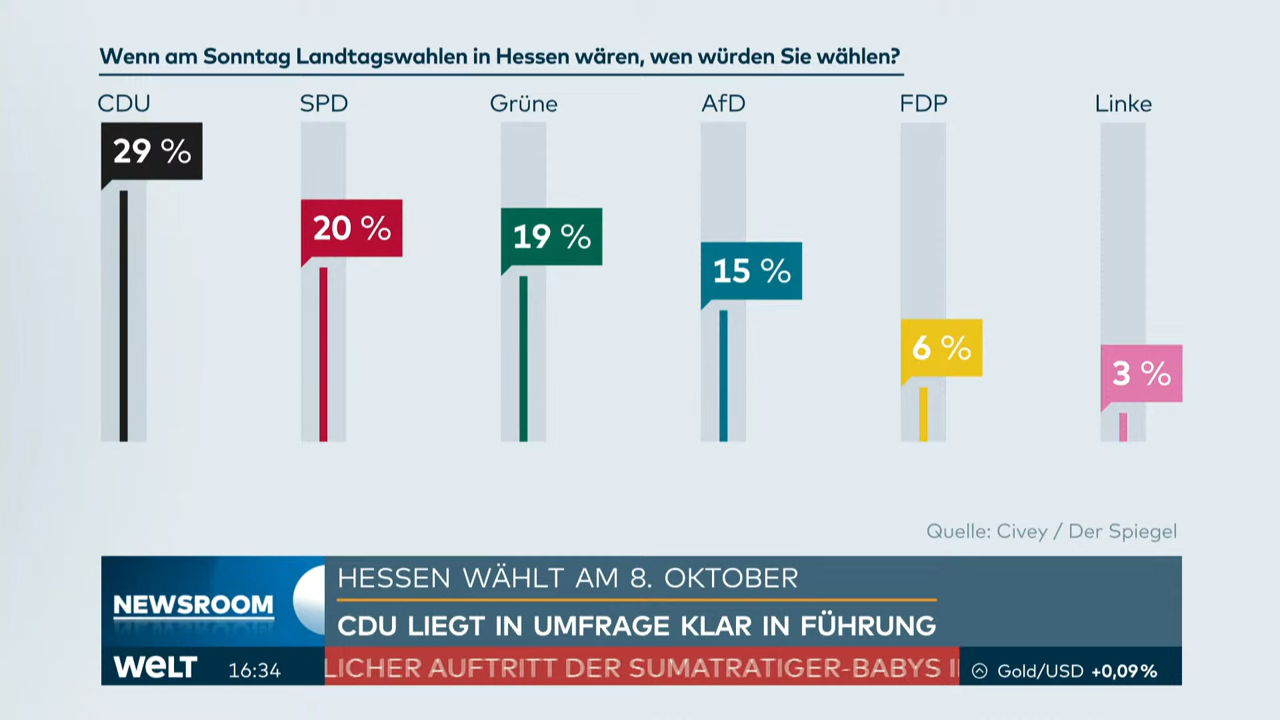 Wenn am Sonntag Landtagswahlen in Hessen wären, wen würden Sie wählen?
CDU SPD Grüne AfD FDP Linke
29 % 20 % 19 % 15 % 6 % 3 %
Quelle: Civey / Der Spiegel
HESSEN WÄHLT AM 8. OKTOBER
NEWSROOM
CDU LIEGT IN UMFRAGE KLAR IN FÜHRUNG
WELT 16:34 LICHER AUFTRITT DER SUMATRATIGER-BABYS Gold/USD +0,09%